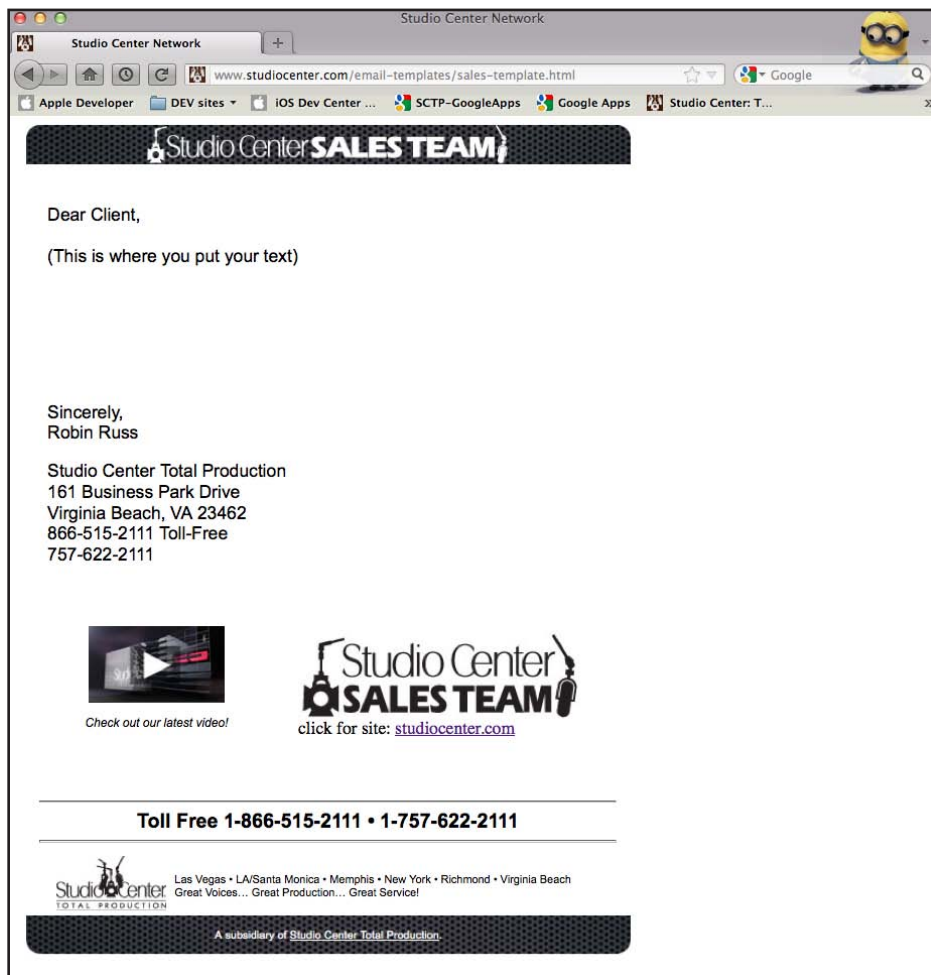 Studio Center Network
Studio Center Network
www.studiocenter.com/email-templates/sales-template.html
Google
Apple Developer DEV sites iOS Dev Center ... SCTP-GoogleApps Google Apps Studio Center: T...
Studio Center SALES TEAM
Dear Client,
(This is where you put your text)
Sincerely,
Robin Russ
Studio Center Total Production
161 Business Park Drive
Virginia Beach, VA 23462
866-515-2111 Toll-Free
757-622-2111
Check out our latest video!
Studio Center
SALES TEAM
click for site: studiocenter.com
Toll Free 1-866-515-2111 • 1-757-622-2111
Studio Center
TOTAL PRODUCTION
Las Vegas • LA/Santa Monica • Memphis • New York • Richmond • Virginia Beach
Great Voices… Great Production… Great Service!
A subsidiary of Studio Center Total Production.